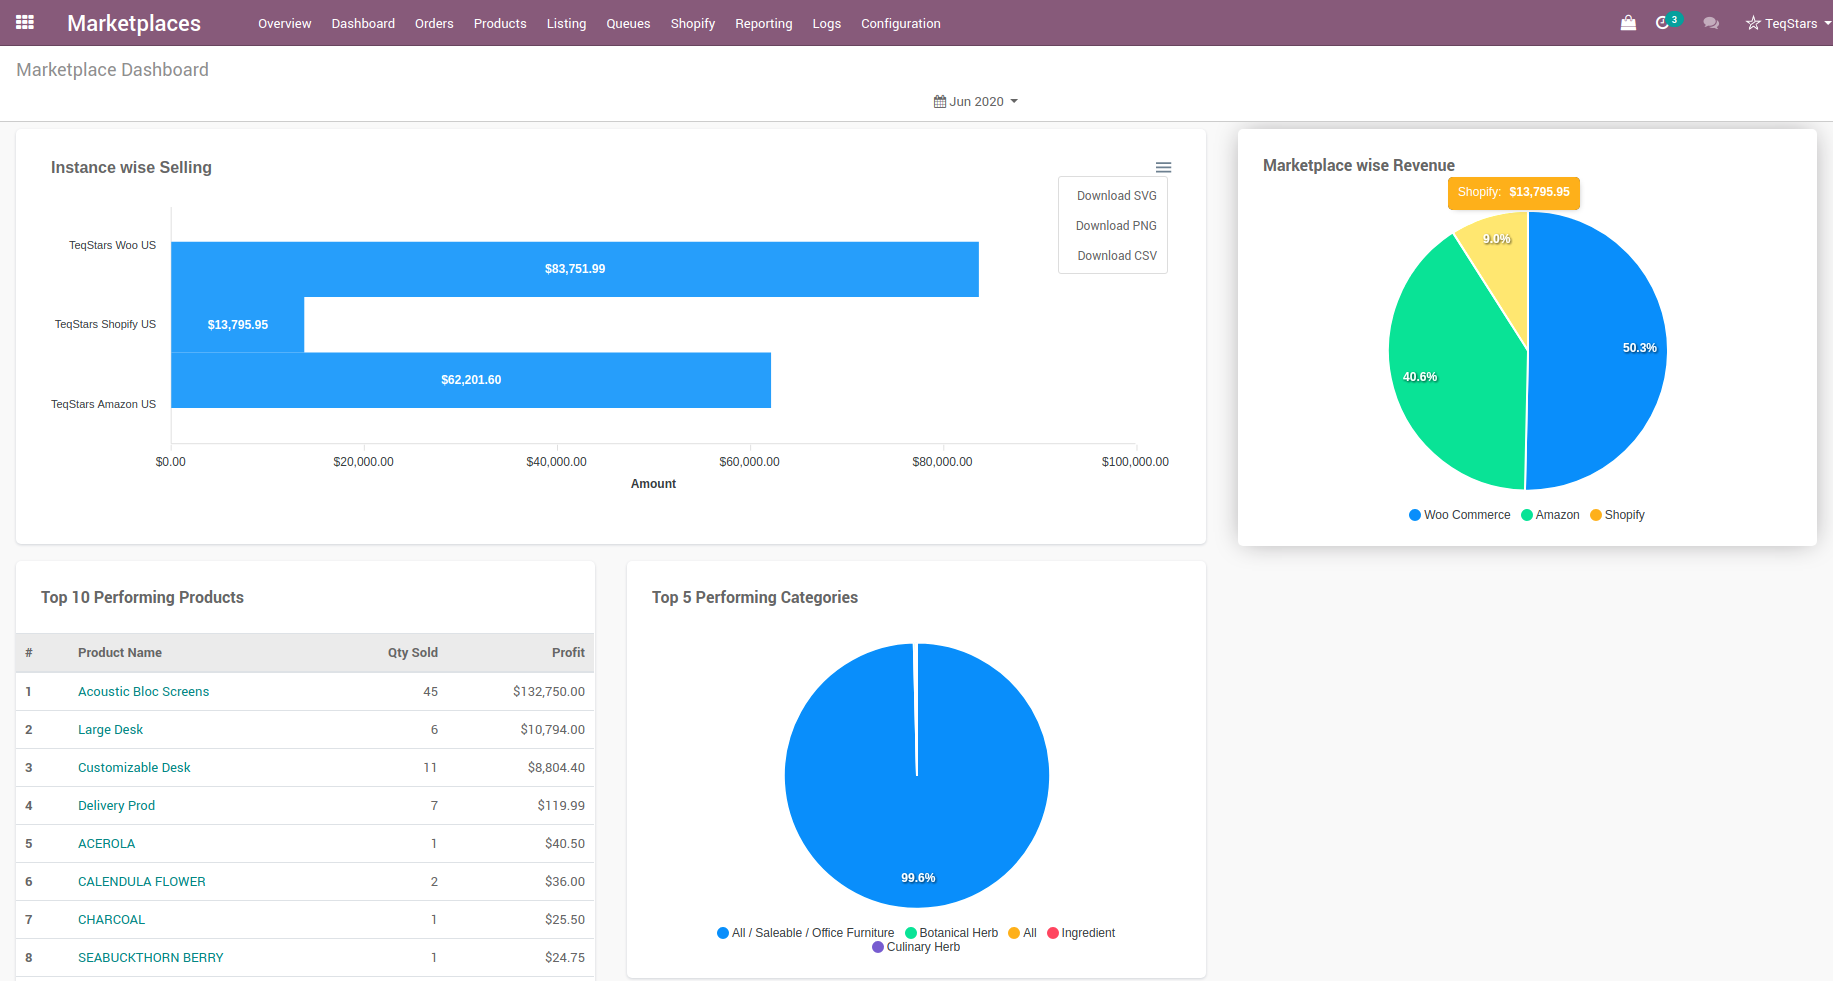 Marketplaces Overview Dashboard Orders Products Listing Queues Shopify Reporting Logs Configuration 3 TeqStars
Marketplace Dashboard
Jun 2020
Instance wise Selling
Download SVG
Download PNG
Download CSV
TeqStars Woo US
$83,751.99
TeqStars Shopify US
$13,795.95
TeqStars Amazon US
$62,201.60
$0.00 $20,000.00 $40,000.00 $60,000.00 $80,000.00 $100,000.00
Amount
Marketplace wise Revenue
Shopify: $13,795.95
9.0%
50.3%
40.6%
Woo Commerce Amazon Shopify
Top 10 Performing Products
# Product Name Qty Sold Profit
1 Acoustic Bloc Screens 45 $132,750.00
2 Large Desk 6 $10,794.00
3 Customizable Desk 11 $8,804.40
4 Delivery Prod 7 $119.99
5 ACEROLA 1 $40.50
6 CALENDULA FLOWER 2 $36.00
7 CHARCOAL 1 $25.50
8 SEABUCKTHORN BERRY 1 $24.75
Top 5 Performing Categories
99.6%
All / Saleable / Office Furniture Botanical Herb All Ingredient
Culinary Herb